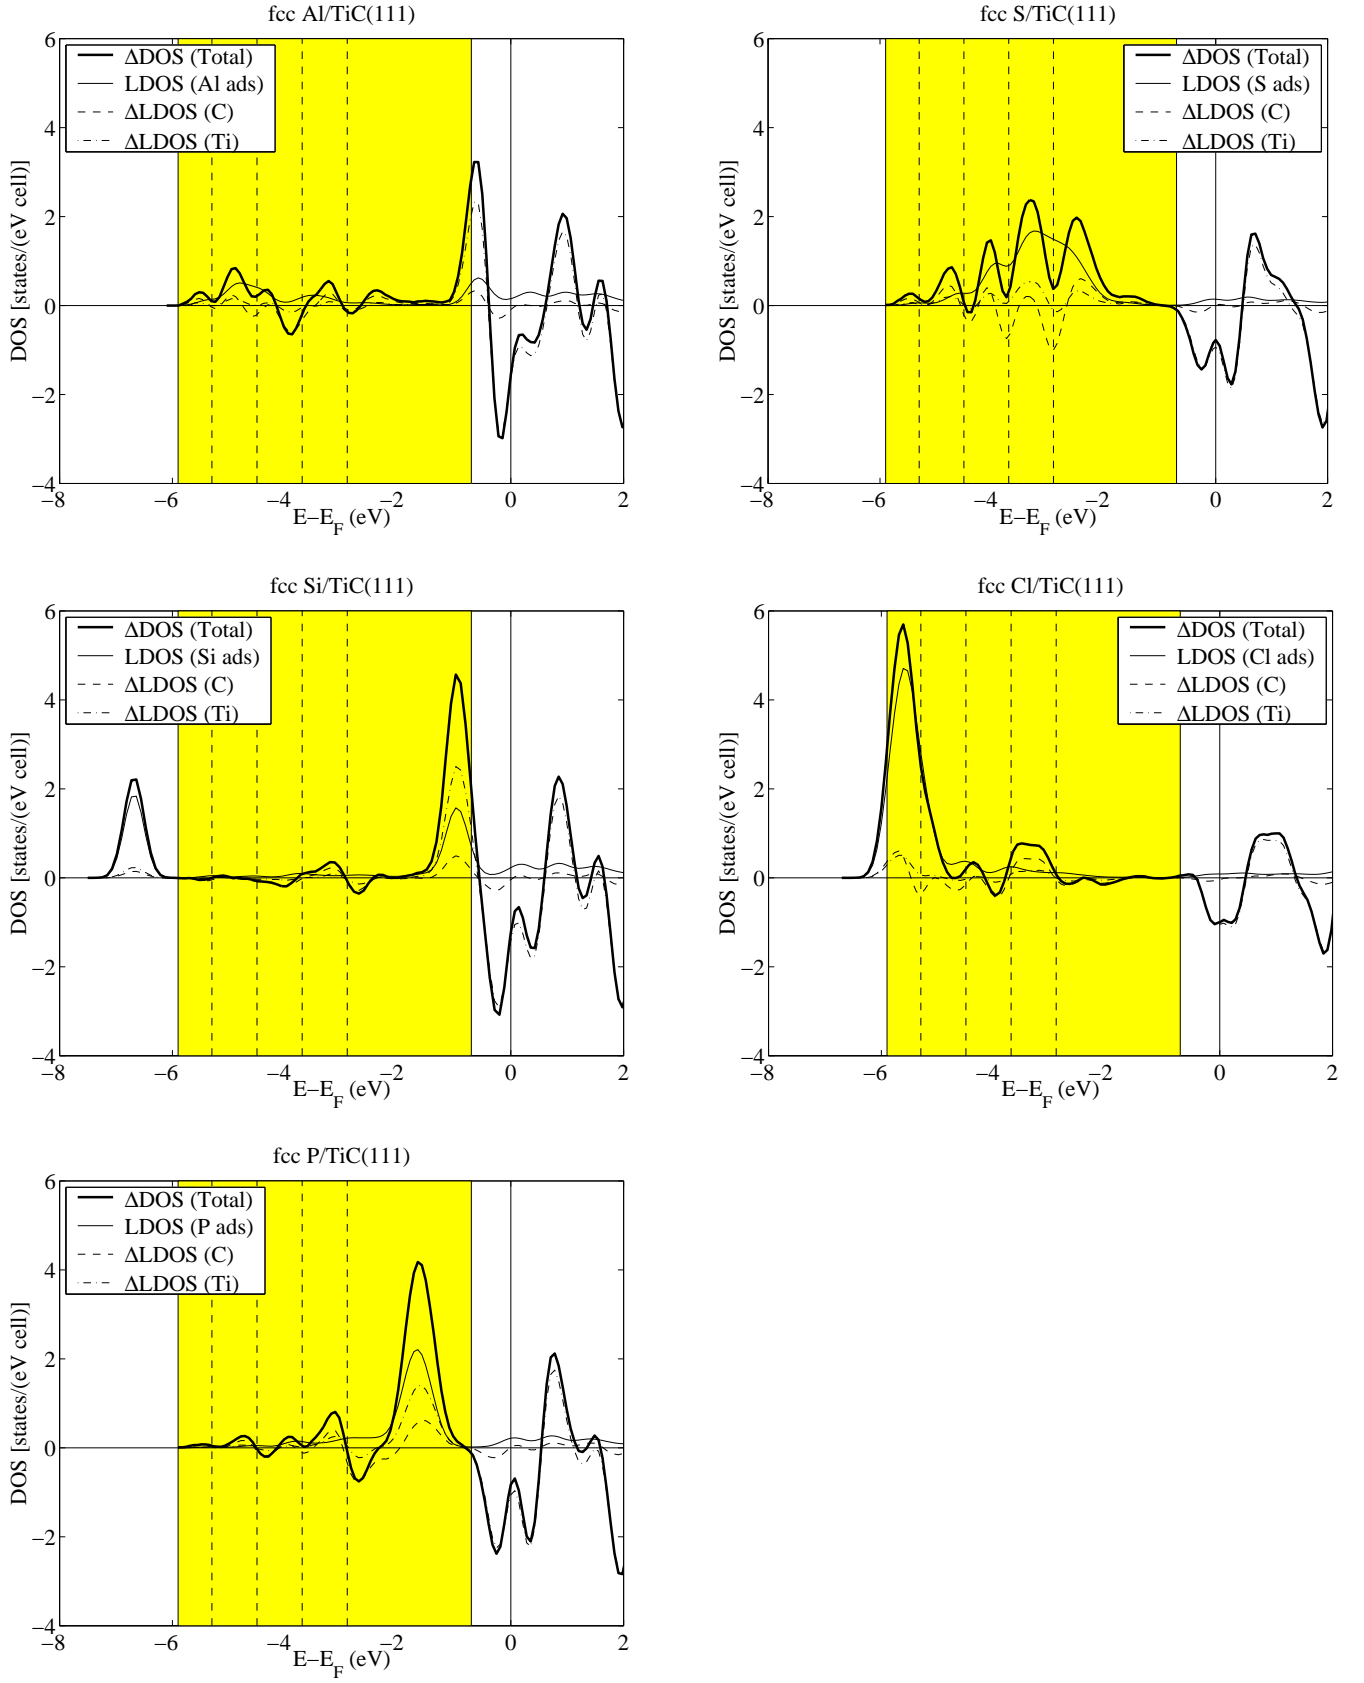 fcc Al/TiC(111)
6
4
2
0
−2
−4
DOS [states/(eV cell)]
ΔDOS (Total)
LDOS (Al ads)
ΔLDOS (C)
ΔLDOS (Ti)
−8
−6
−4
−2
0
2
E−E_F (eV)
fcc S/TiC(111)
6
4
2
0
−2
−4
DOS [states/(eV cell)]
ΔDOS (Total)
LDOS (S ads)
ΔLDOS (C)
ΔLDOS (Ti)
−8
−6
−4
−2
0
2
E−E_F (eV)
fcc Si/TiC(111)
6
4
2
0
−2
−4
DOS [states/(eV cell)]
ΔDOS (Total)
LDOS (Si ads)
ΔLDOS (C)
ΔLDOS (Ti)
−8
−6
−4
−2
0
2
E−E_F (eV)
fcc Cl/TiC(111)
6
4
2
0
−2
−4
DOS [states/(eV cell)]
ΔDOS (Total)
LDOS (Cl ads)
ΔLDOS (C)
ΔLDOS (Ti)
−8
−6
−4
−2
0
2
E−E_F (eV)
fcc P/TiC(111)
6
4
2
0
−2
−4
DOS [states/(eV cell)]
ΔDOS (Total)
LDOS (P ads)
ΔLDOS (C)
ΔLDOS (Ti)
−8
−6
−4
−2
0
2
E−E_F (eV)